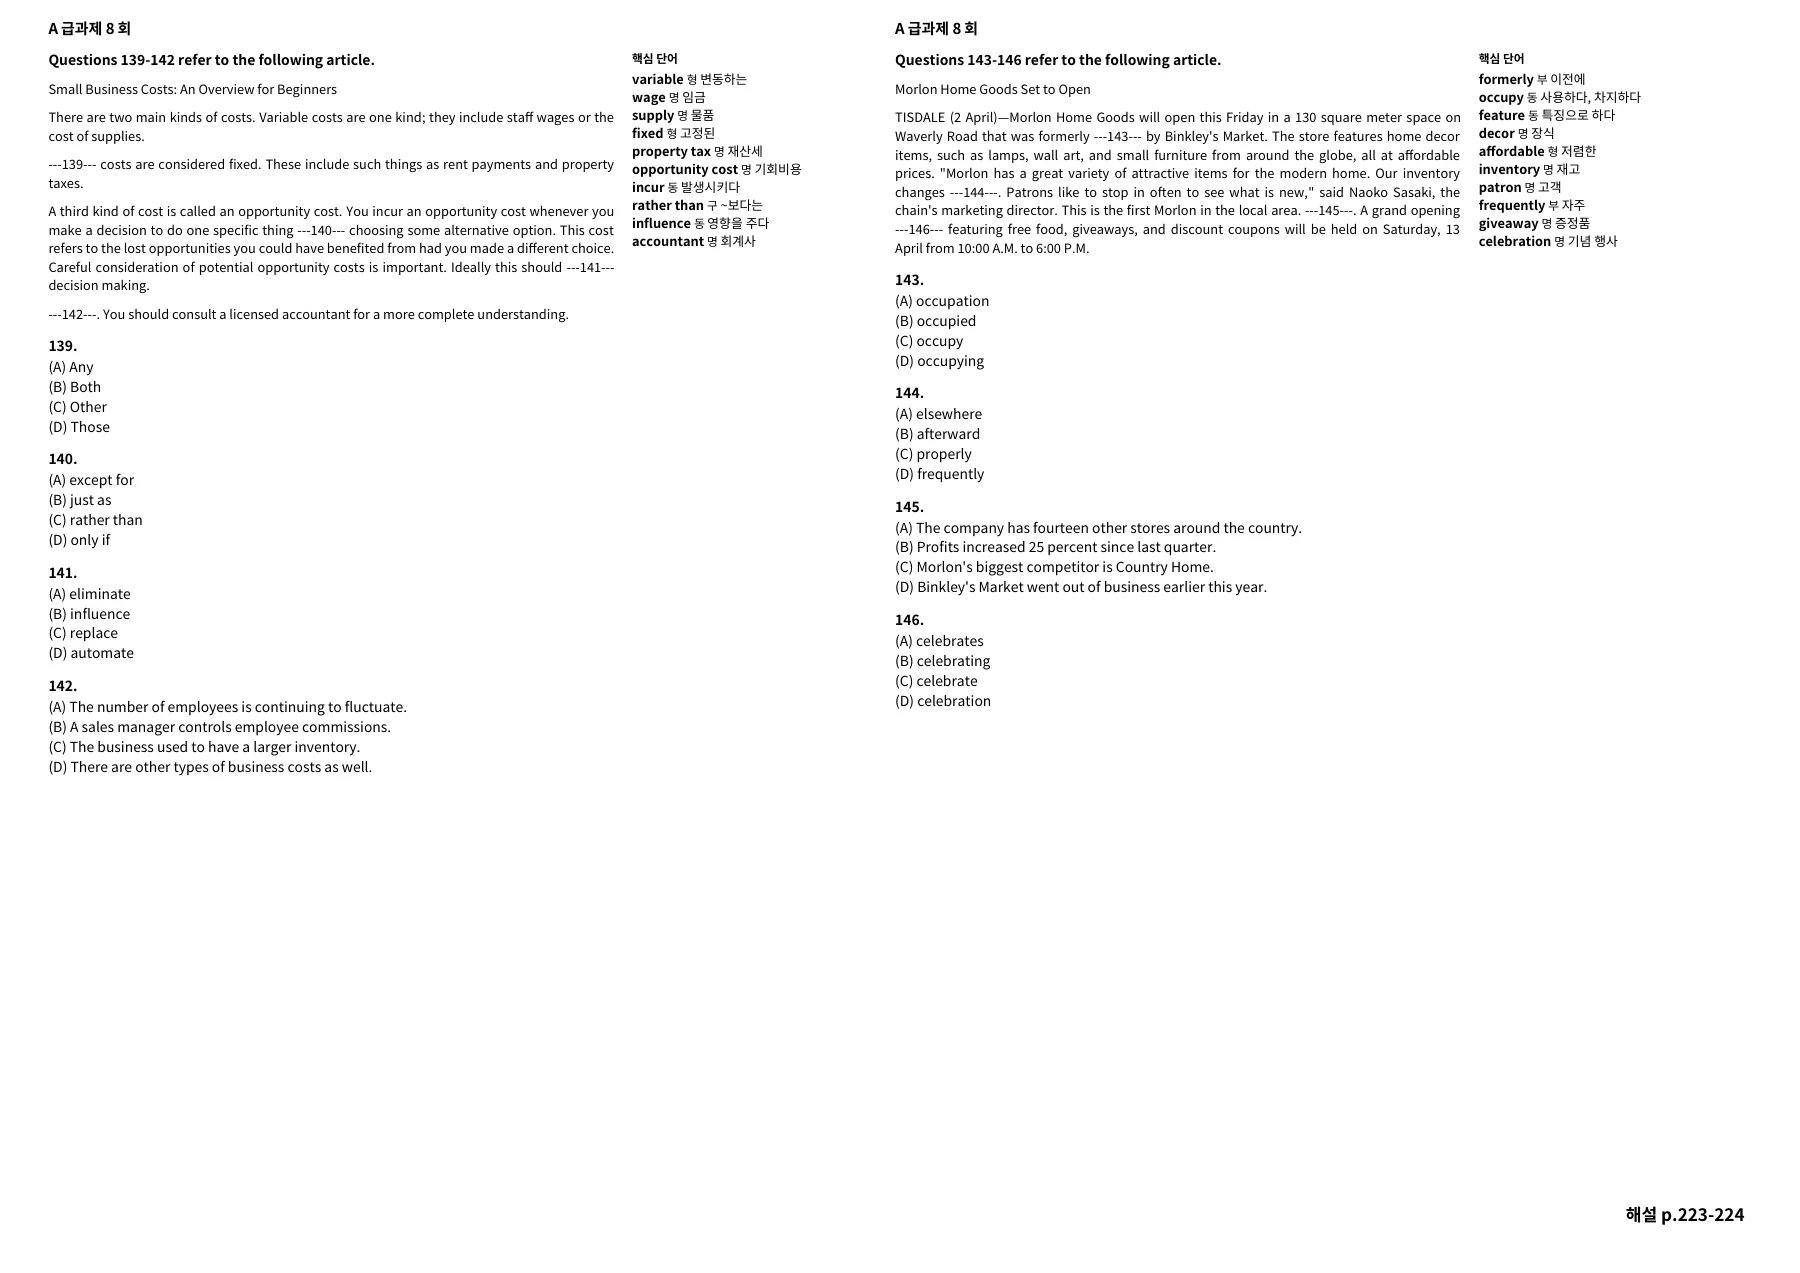 A 급과제 8 회
Questions 139-142 refer to the following article.
Small Business Costs: An Overview for Beginners
There are two main kinds of costs. Variable costs are one kind; they include staff wages or the
cost of supplies.
---139--- costs are considered fixed. These include such things as rent payments and property
taxes.
A third kind of cost is called an opportunity cost. You incur an opportunity cost whenever you
make a decision to do one specific thing ---140--- choosing some alternative option. This cost
refers to the lost opportunities you could have benefited from had you made a different choice.
Careful consideration of potential opportunity costs is important. Ideally this should ---141---
decision making.
---142---. You should consult a licensed accountant for a more complete understanding.
139.
(A) Any
(B) Both
(C) Other
(D) Those
140.
(A) except for
(B) just as
(C) rather than
(D) only if
141.
(A) eliminate
(B) influence
(C) replace
(D) automate
142.
(A) The number of employees is continuing to fluctuate.
(B) A sales manager controls employee commissions.
(C) The business used to have a larger inventory.
(D) There are other types of business costs as well.
핵심 단어
variable 형 변동하는
wage 명 임금
supply 명 물품
fixed 형 고정된
property tax 명 재산세
opportunity cost 명 기회비용
incur 동 발생시키다
rather than 구 ~보다는
influence 동 영향을 주다
accountant 명 회계사
A 급과제 8 회
Questions 143-146 refer to the following article.
Morlon Home Goods Set to Open
TISDALE (2 April)—Morlon Home Goods will open this Friday in a 130 square meter space on
Waverly Road that was formerly ---143--- by Binkley's Market. The store features home decor
items, such as lamps, wall art, and small furniture from around the globe, all at affordable
prices. "Morlon has a great variety of attractive items for the modern home. Our inventory
changes ---144---. Patrons like to stop in often to see what is new," said Naoko Sasaki, the
chain's marketing director. This is the first Morlon in the local area. ---145---. A grand opening
---146--- featuring free food, giveaways, and discount coupons will be held on Saturday, 13
April from 10:00 A.M. to 6:00 P.M.
143.
(A) occupation
(B) occupied
(C) occupy
(D) occupying
144.
(A) elsewhere
(B) afterward
(C) properly
(D) frequently
145.
(A) The company has fourteen other stores around the country.
(B) Profits increased 25 percent since last quarter.
(C) Morlon's biggest competitor is Country Home.
(D) Binkley's Market went out of business earlier this year.
146.
(A) celebrates
(B) celebrating
(C) celebrate
(D) celebration
핵심 단어
formerly 부 이전에
occupy 동 사용하다, 차지하다
feature 동 특징으로 하다
decor 명 장식
affordable 형 저렴한
inventory 명 재고
patron 명 고객
frequently 부 자주
giveaway 명 증정품
celebration 명 기념 행사
해설 p.223-224